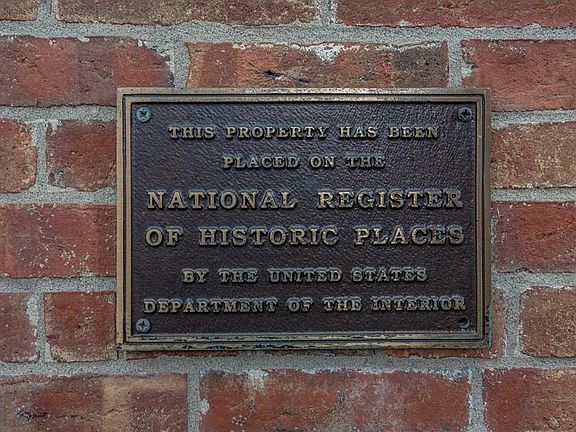 THIS PROPERTY HAS BEEN
PLACED ON THE
NATIONAL REGISTER
OF HISTORIC PLACES
BY THE UNITED STATES
DEPARTMENT OF THE INTERIOR